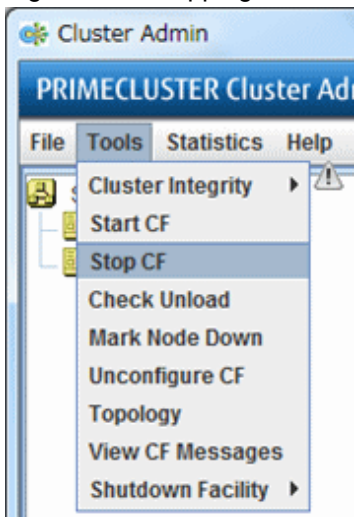 Cluster Admin
PRIMECLUSTER Cluster
File Tools Statistics Help
Cluster Integrity
Start CF
Stop CF
Check Unload
Mark Node Down
Unconfigure CF
Topology
View CF Messages
Shutdown Facility